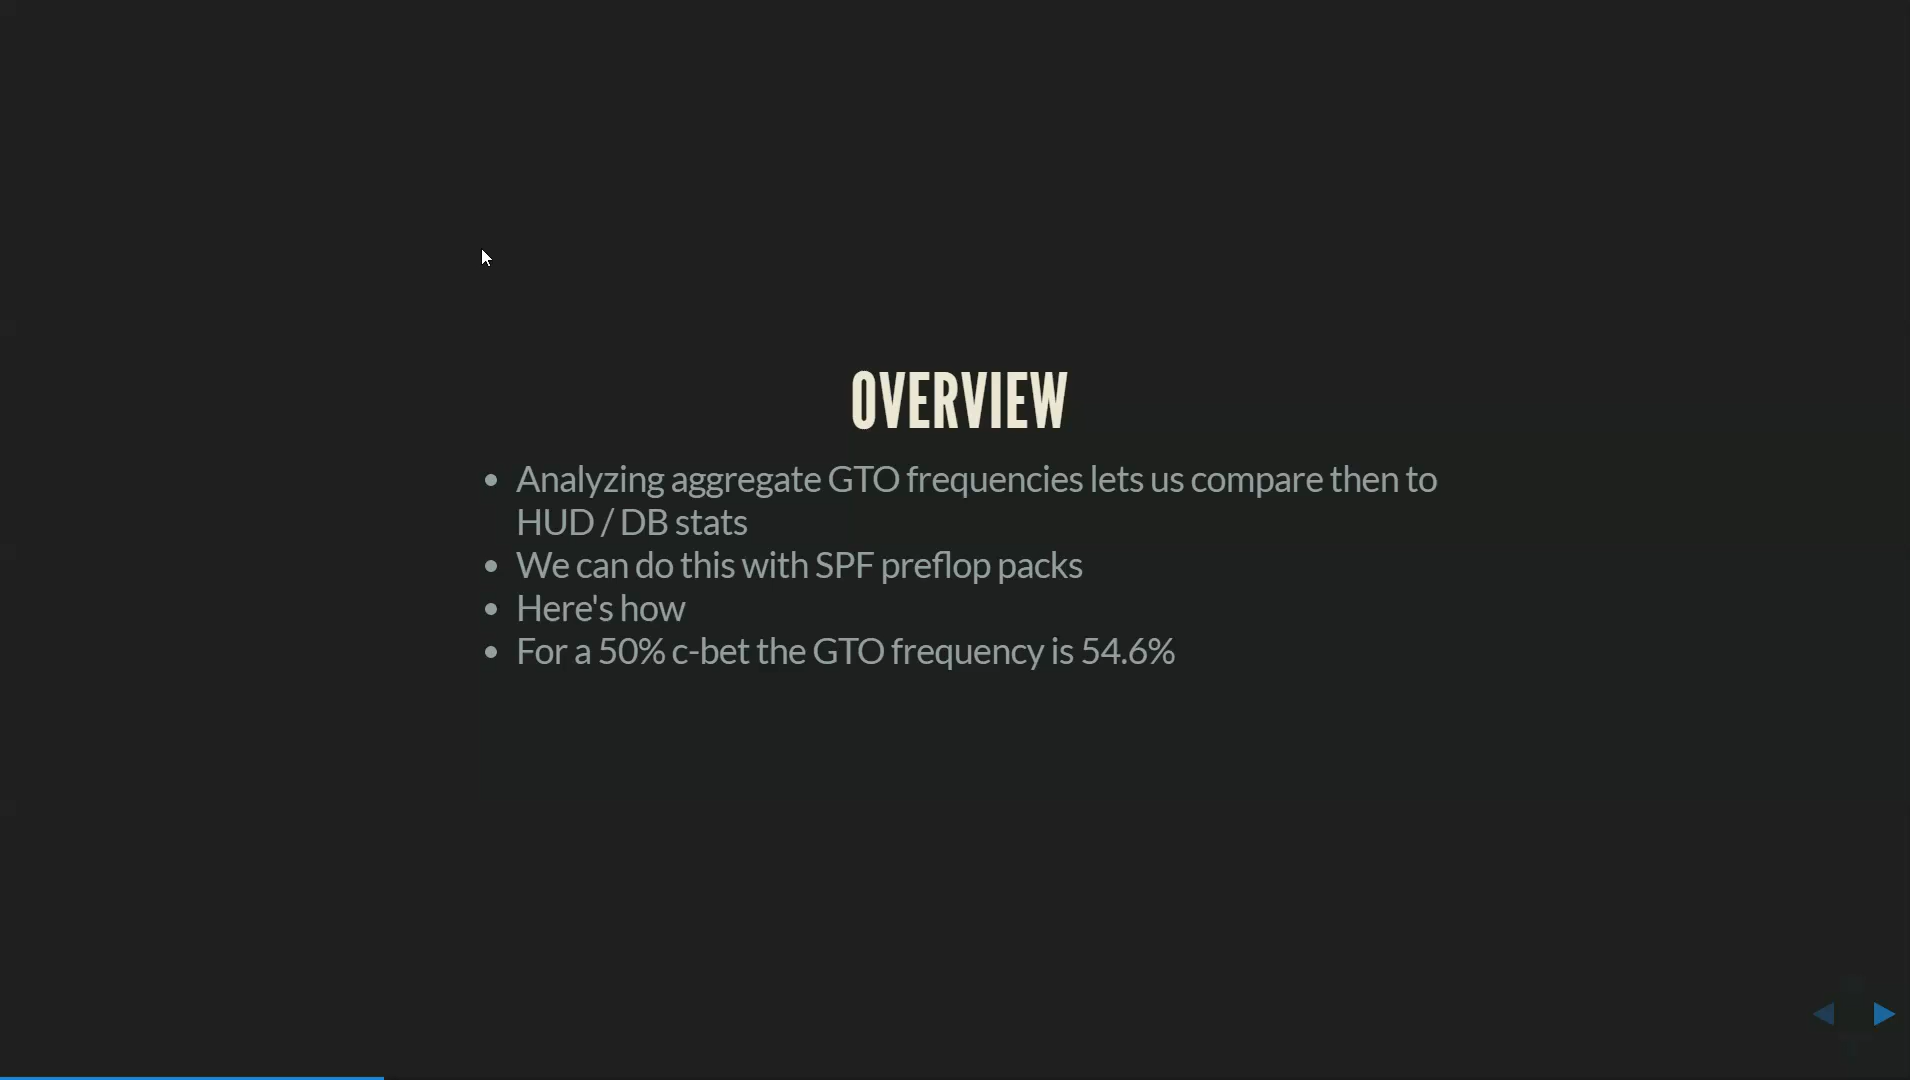 OVERVIEW
Analyzing aggregate GTO frequencies lets us compare then to
HUD / DB stats
We can do this with SPF preflop packs
Here's how
For a 50% c-bet the GTO frequency is 54.6%